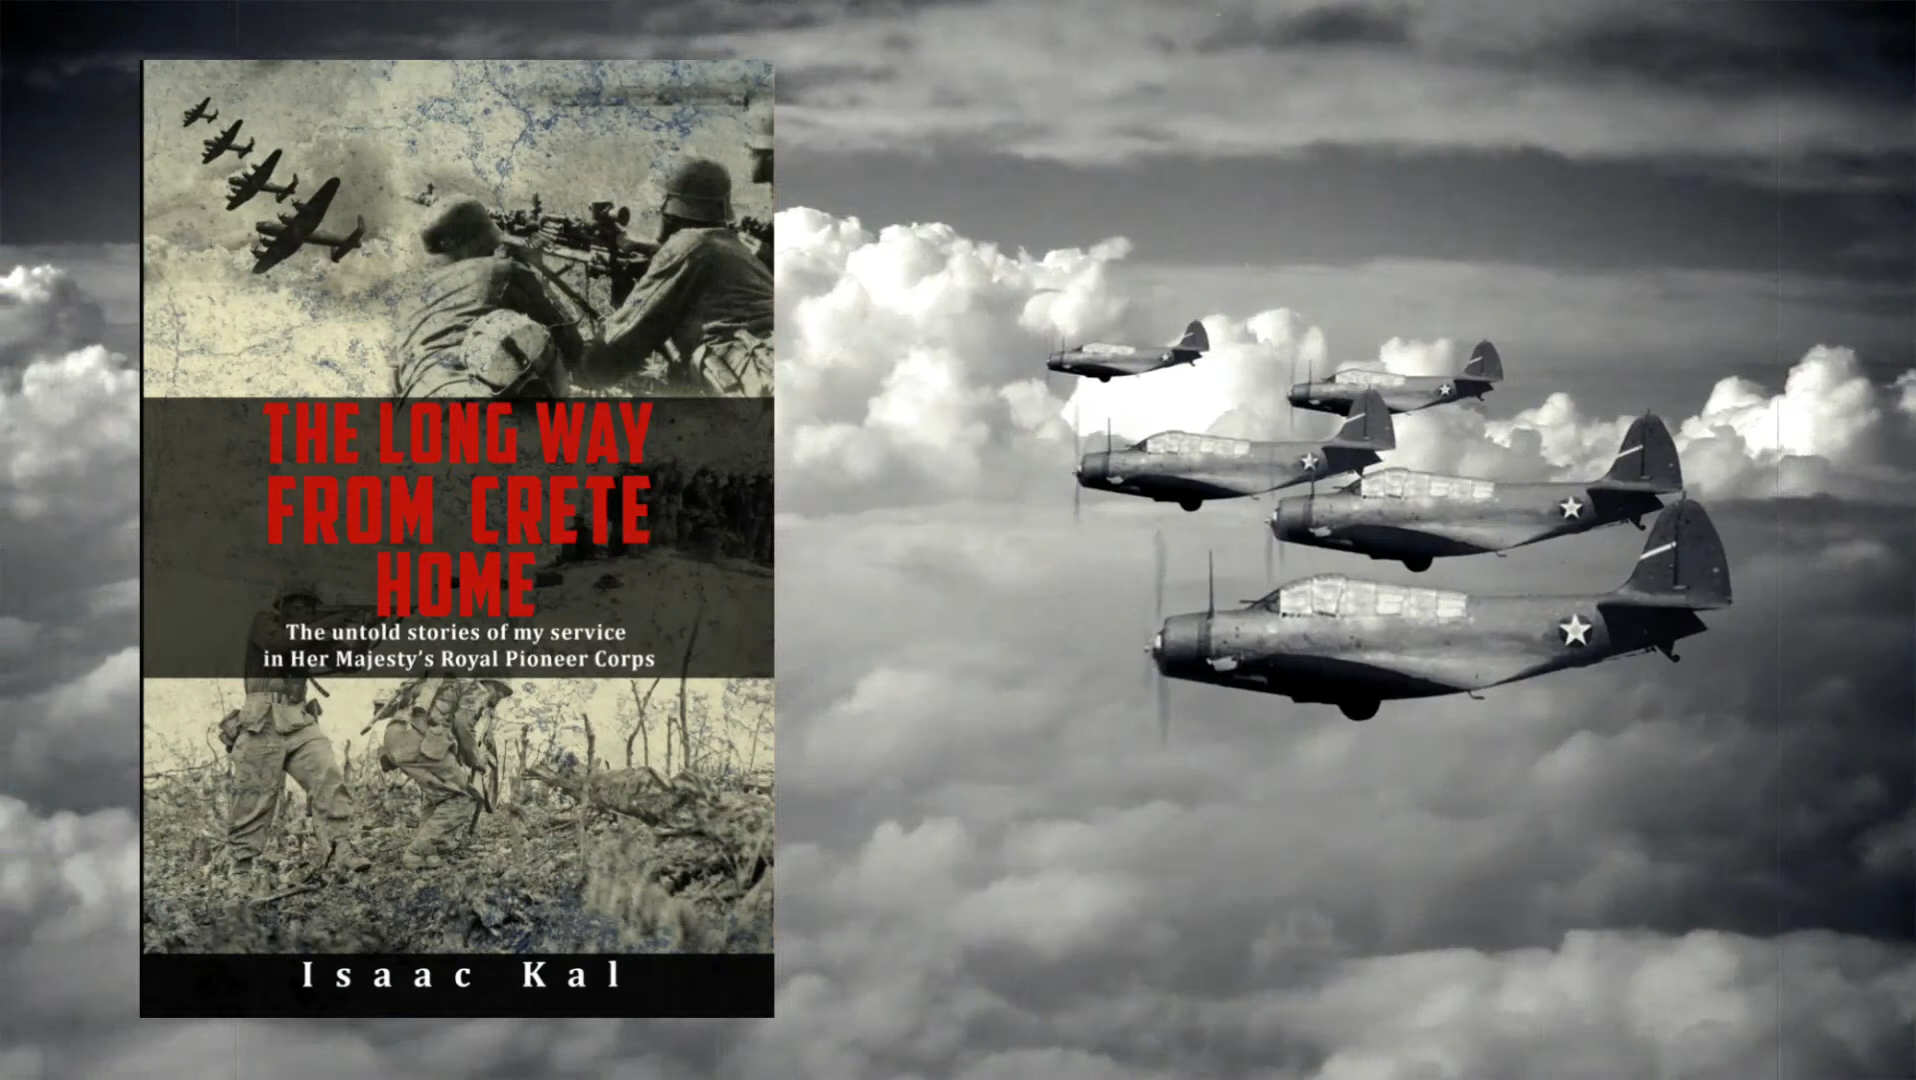 THE LONG WAY
FROM CRETE
HOME
The untold stories of my service
in Her Majesty's Royal Pioneer Corps
Isaac Kal